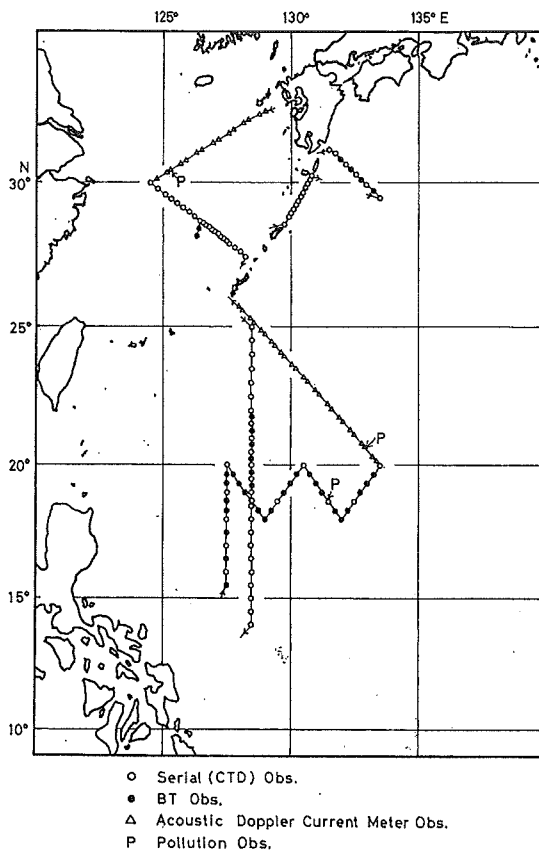 125° 130° 135° E
N
30°
P
25°
P
20°
P
15°
10°
○ Serial (CTD) Obs.
● BT Obs.
△ Acoustic Doppler Current Meter Obs.
P Pollution Obs.